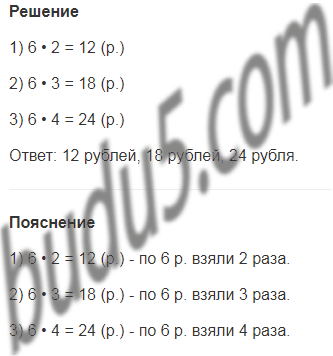 Решение
1) 6 • 2 = 12 (р.)
2) 6 • 3 = 18 (р.)
3) 6 • 4 = 24 (р.)
Ответ: 12 рублей, 18 рублей, 24 рубля.
Пояснение
1) 6 • 2 = 12 (р.) - по 6 р. взяли 2 раза.
2) 6 • 3 = 18 (р.) - по 6 р. взяли 3 раза.
3) 6 • 4 = 24 (р.) - по 6 р. взяли 4 раза.
budu5.com